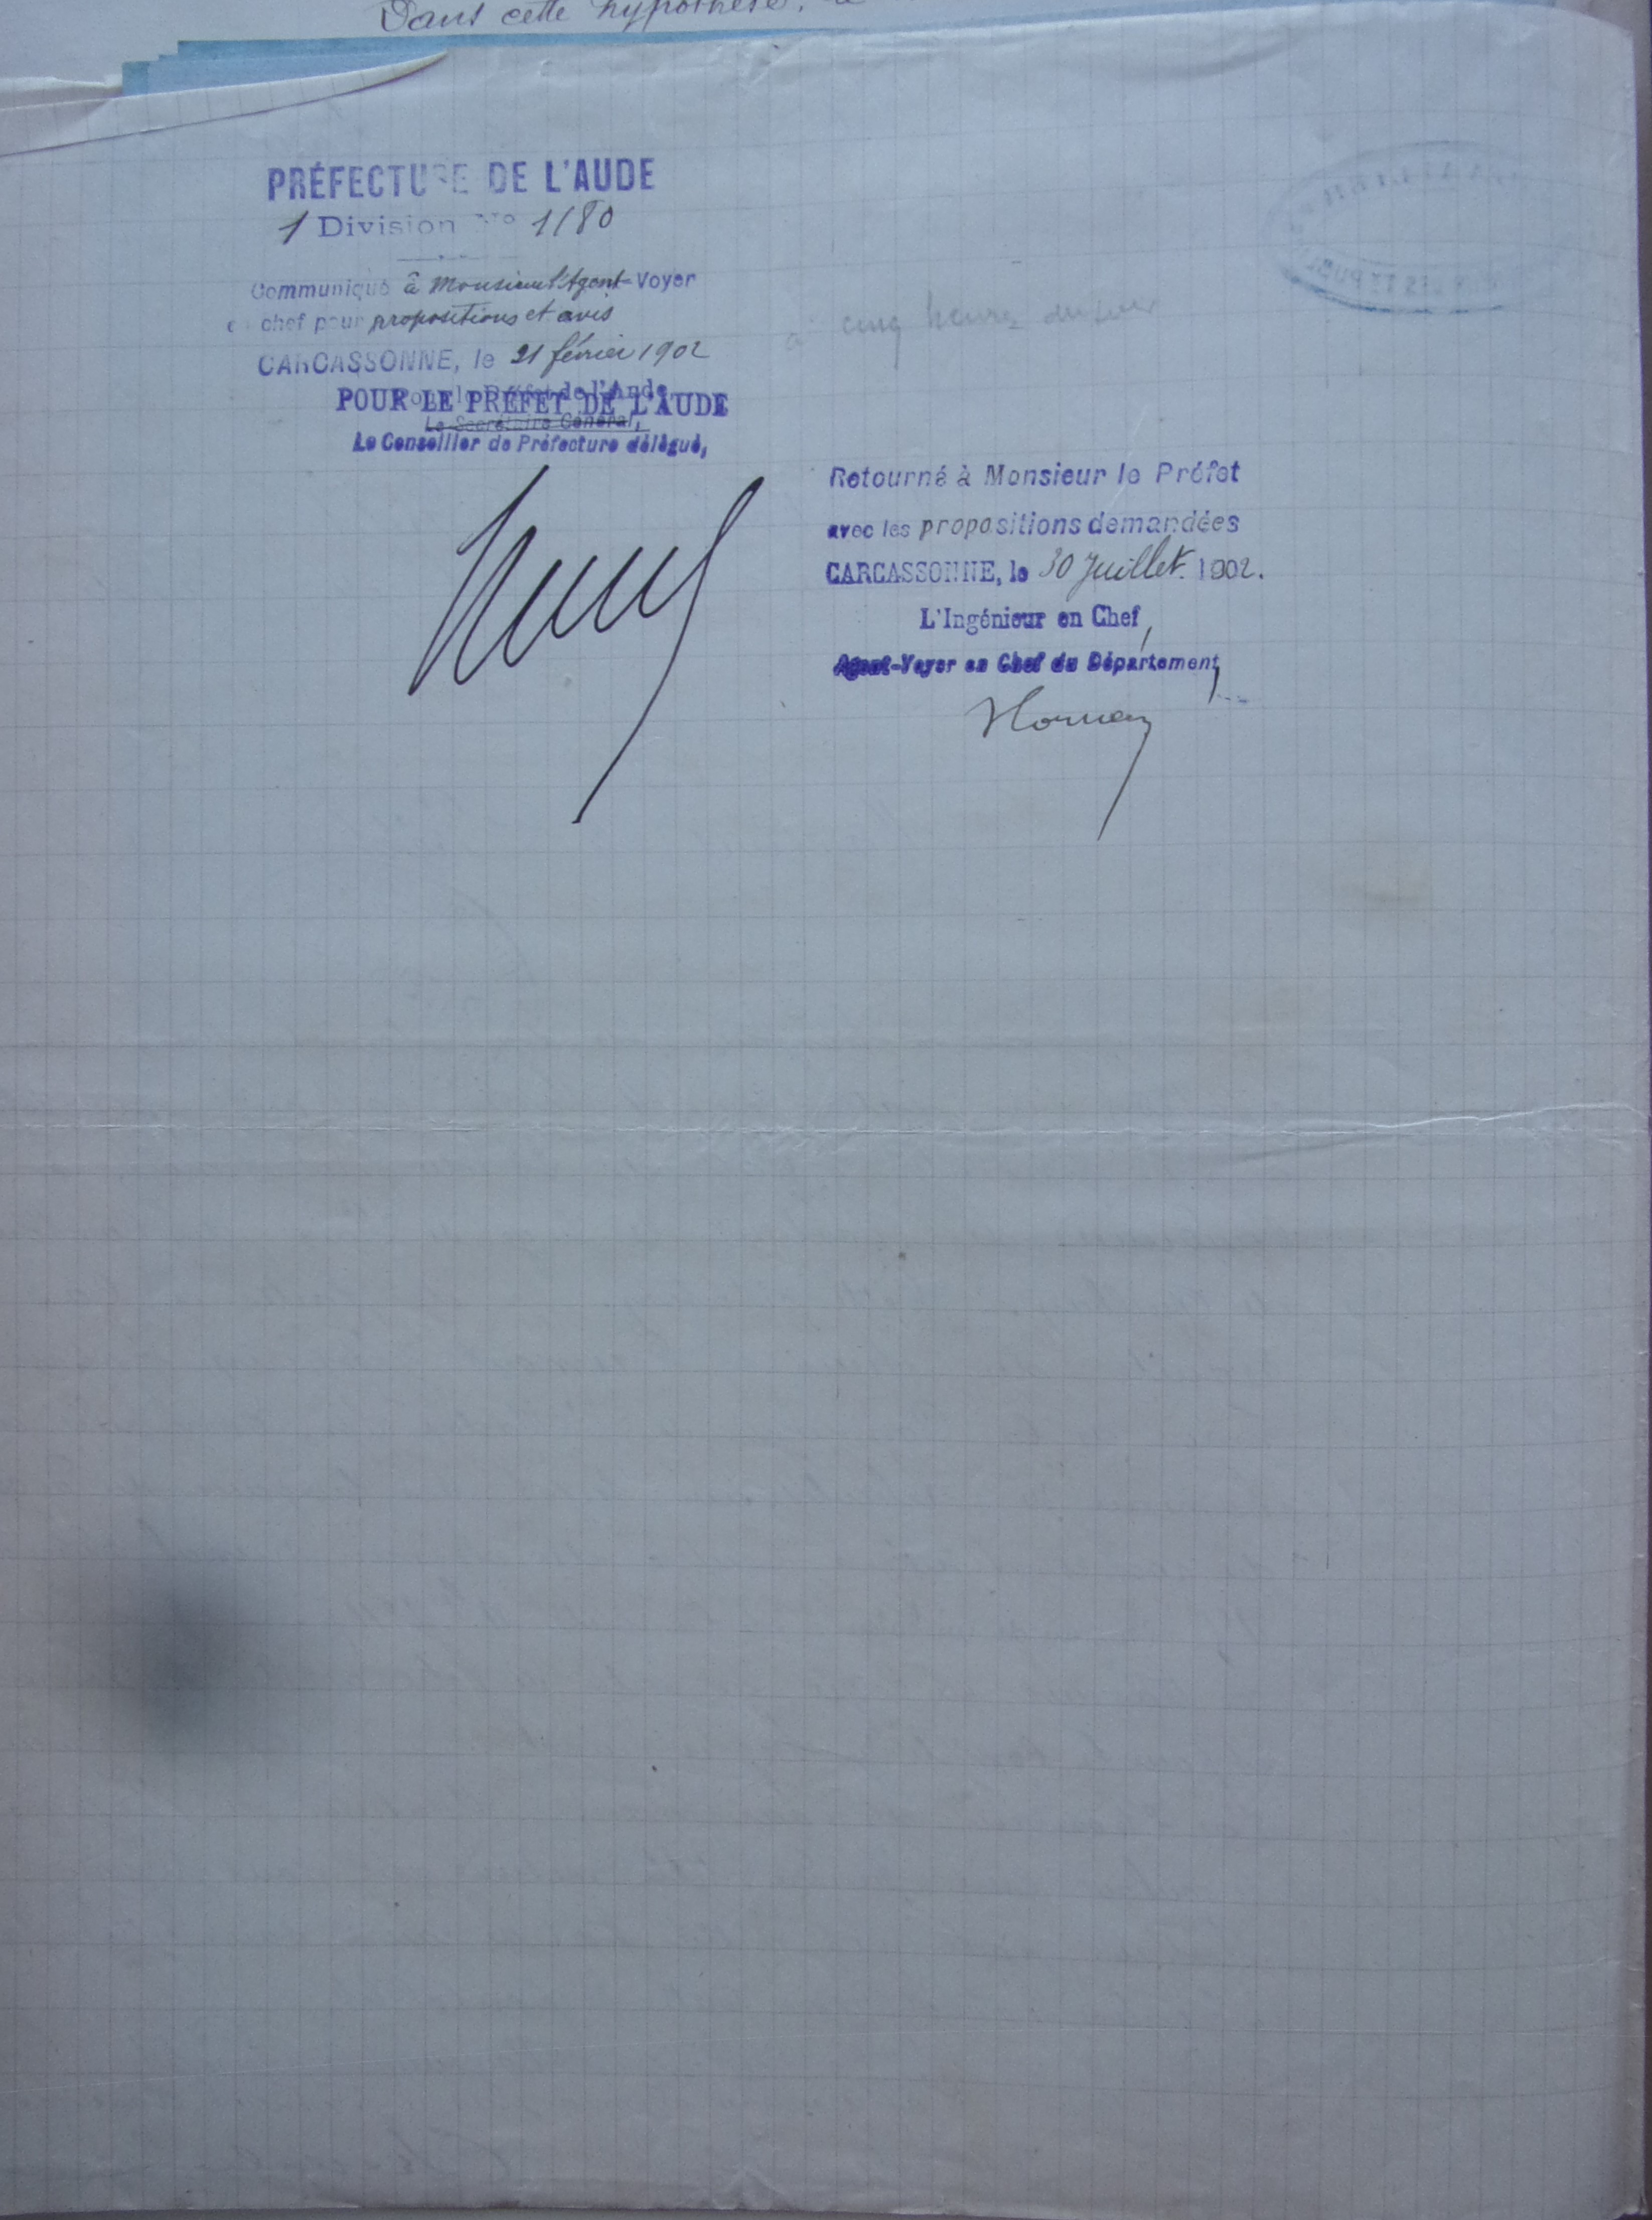 Dans cette hypothèse,
PRÉFECTURE DE L'AUDE
1 Division No 1180
Communiqué à Monsieur l'Agent-Voyer
en chef pour propositions et avis
CARCASSONNE, le 21 février 1902
Pour le Préfet de l'Aude,
POUR LE PRÉFET DE L'AUDE
Le Secrétaire Général,
Le Conseiller de Préfecture délégué,
à cinq heures du soir
Retourné à Monsieur le Préfet
avec les propositions demandées
CARCASSONNE, le 30 Juillet 1902.
L'Ingénieur en Chef,
Agent-Voyer en Chef du Département,